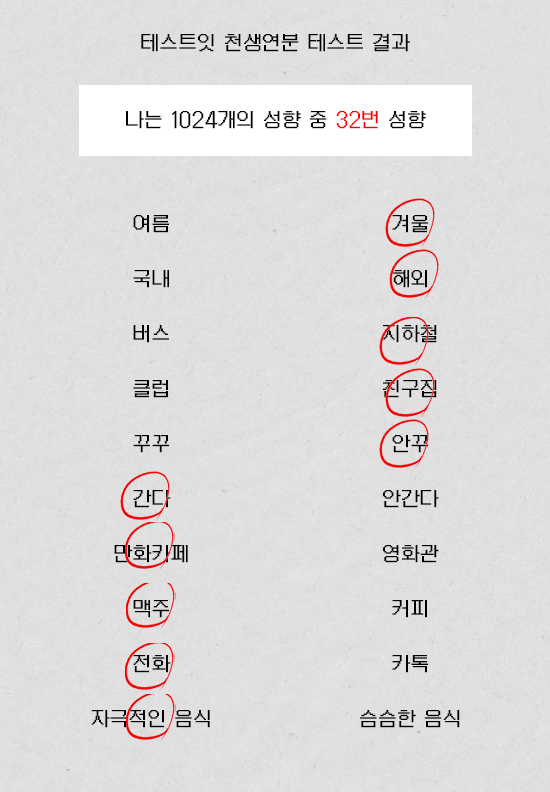 테스트잇 천생연분 테스트 결과
나는 1024개의 성향 중 32번 성향
여름 겨울
국내 해외
버스 지하철
클럽 친구집
꾸꾸 안꾸
간다 안간다
만화카페 영화관
맥주 커피
전화 카톡
자극적인 음식 슴슴한 음식